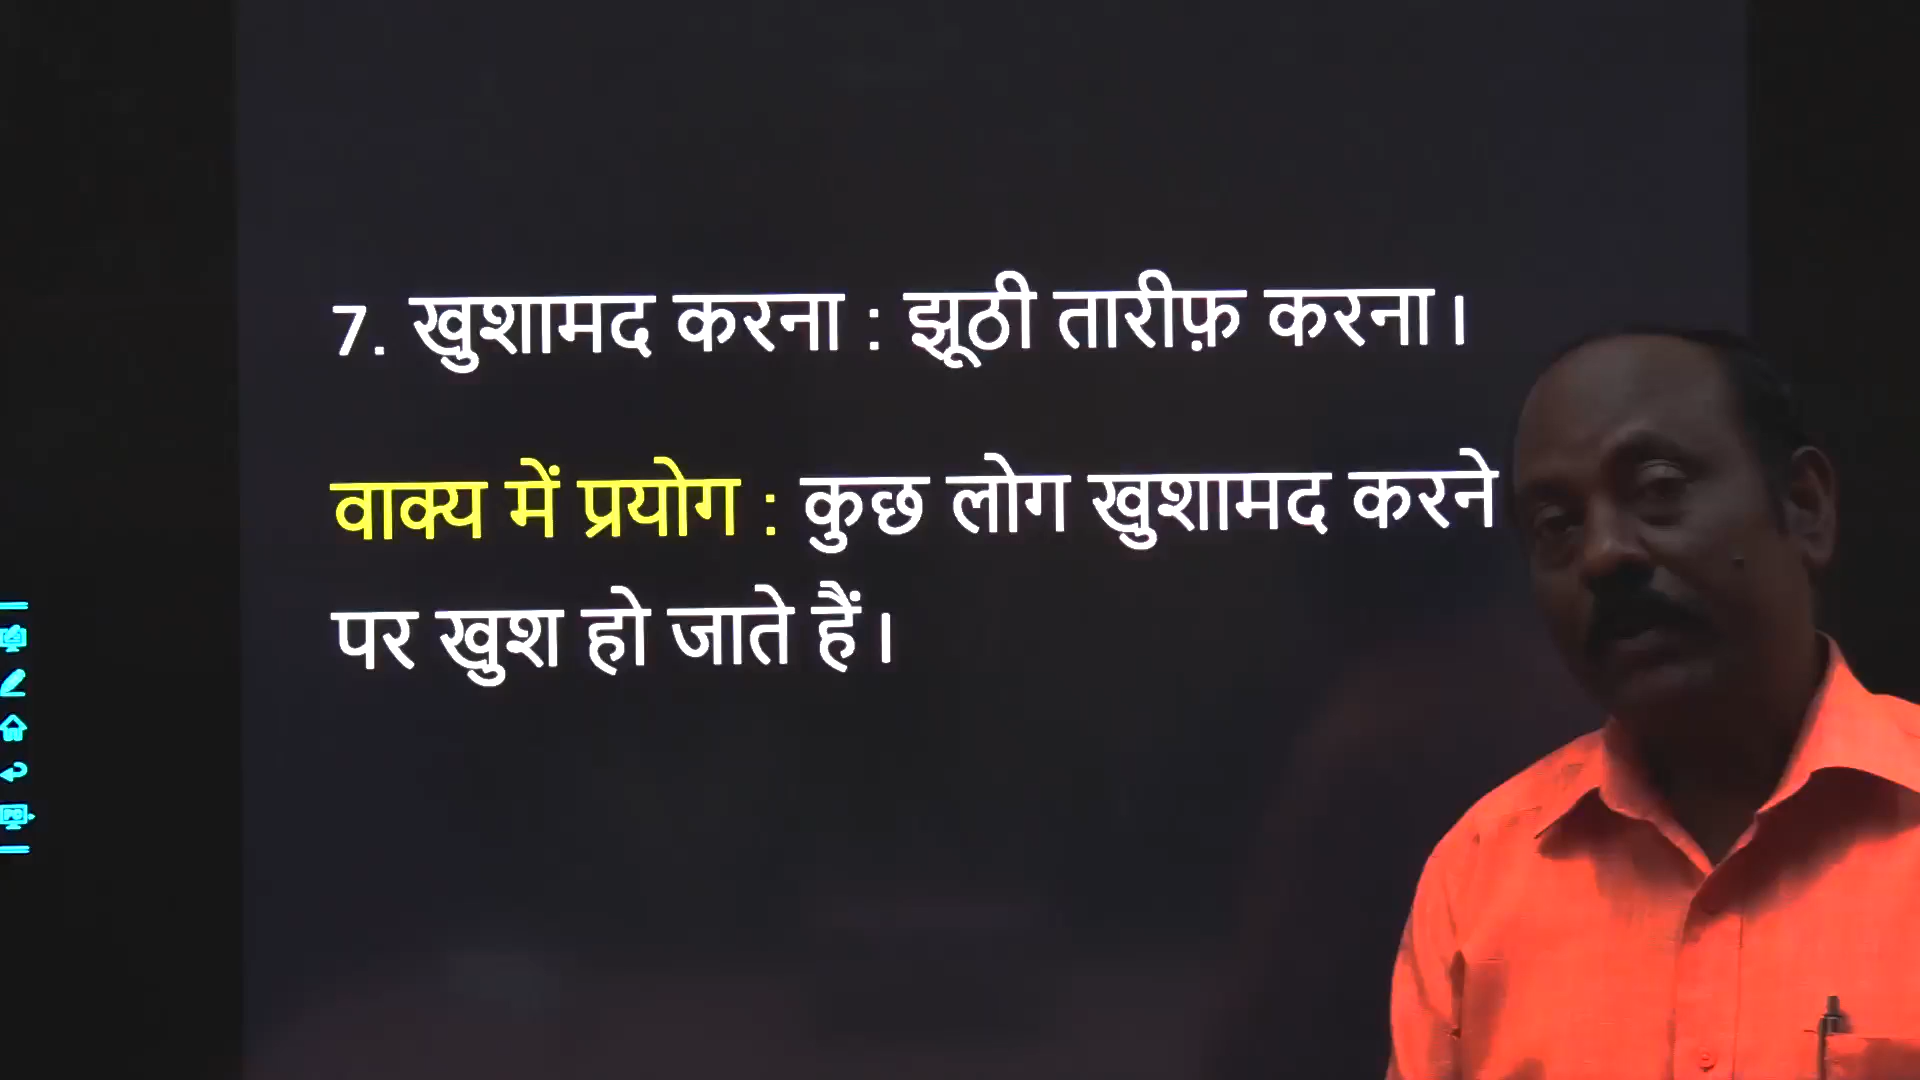 7. खुशामद करना : झूठी तारीफ़ करना।
वाक्य में प्रयोग : कुछ लोग खुशामद करने
पर खुश हो जाते हैं।